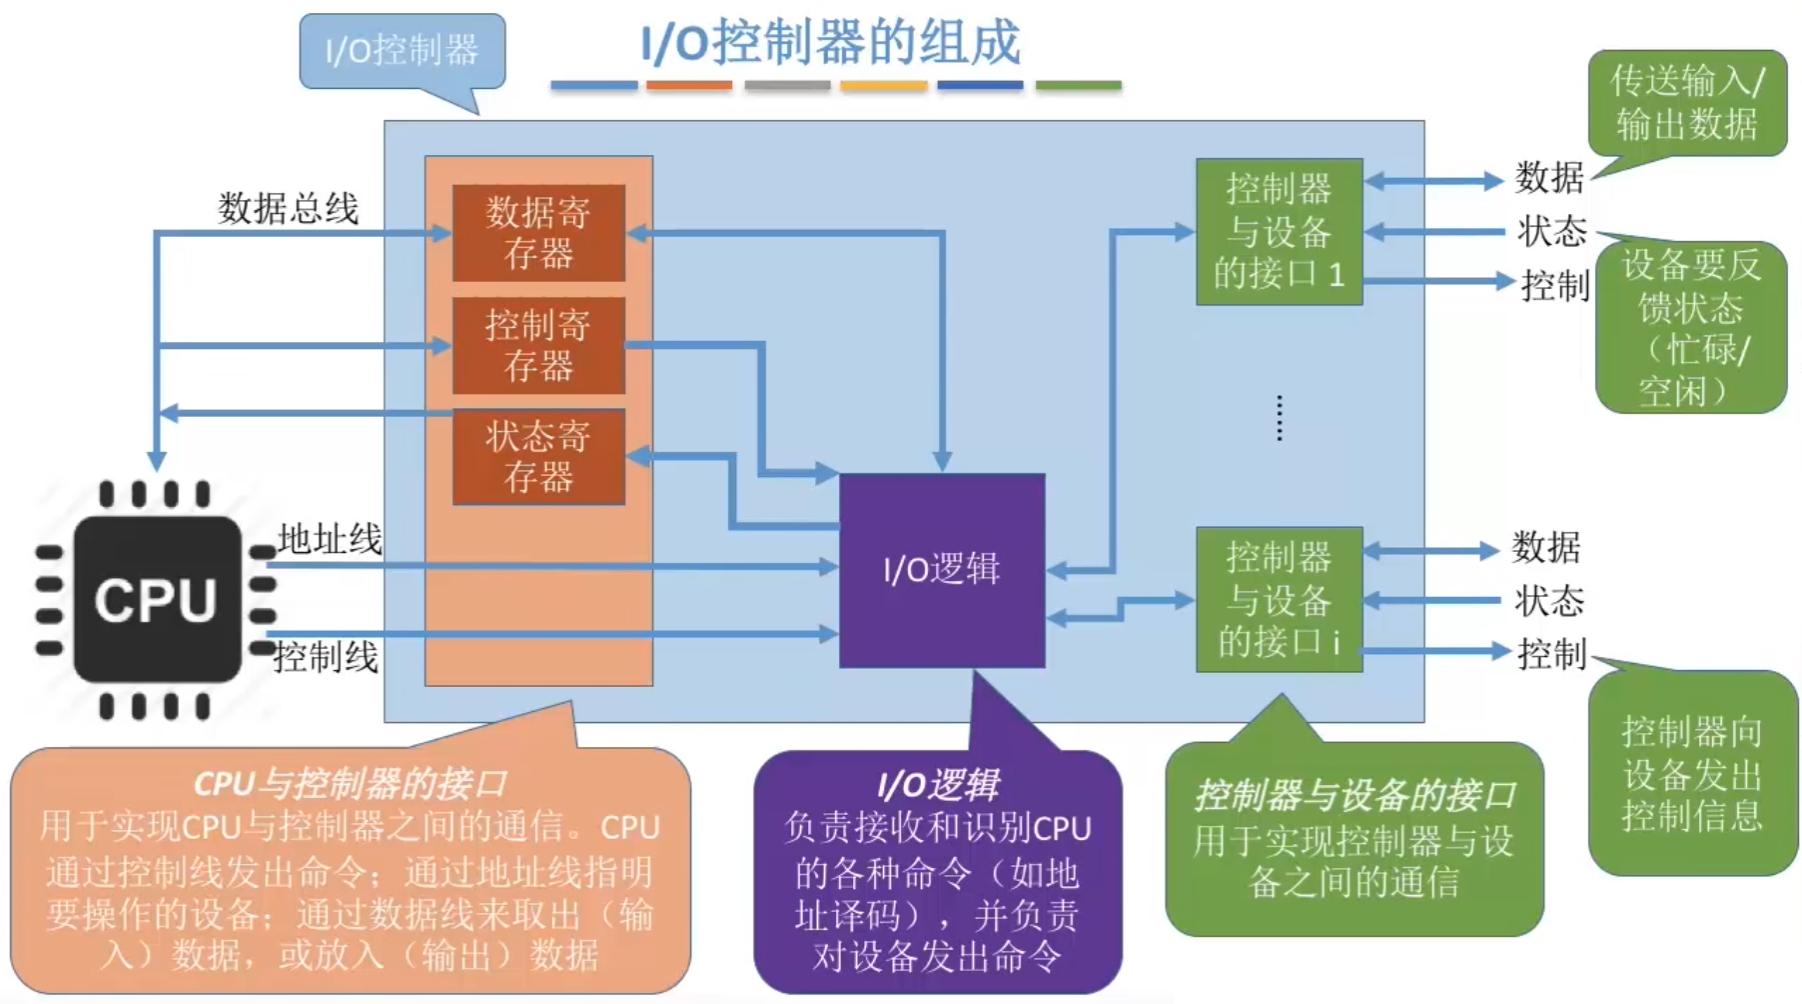 I/O控制器的组成
I/O控制器
传送输入/
输出数据
数据总线
数据寄
存器
控制寄
存器
状态寄
存器
控制器
与设备
的接口 1
数据
状态
控制
设备要反
馈状态
（忙碌/
空闲）
······
CPU
地址线
控制线
I/O逻辑
控制器
与设备
的接口 i
数据
状态
控制
控制器向
设备发出
控制信息
CPU与控制器的接口
用于实现CPU与控制器之间的通信。CPU
通过控制线发出命令；通过地址线指明
要操作的设备；通过数据线来取出（输
入）数据，或放入（输出）数据
I/O逻辑
负责接收和识别CPU
的各种命令（如地
址译码），并负责
对设备发出命令
控制器与设备的接口
用于实现控制器与设
备之间的通信